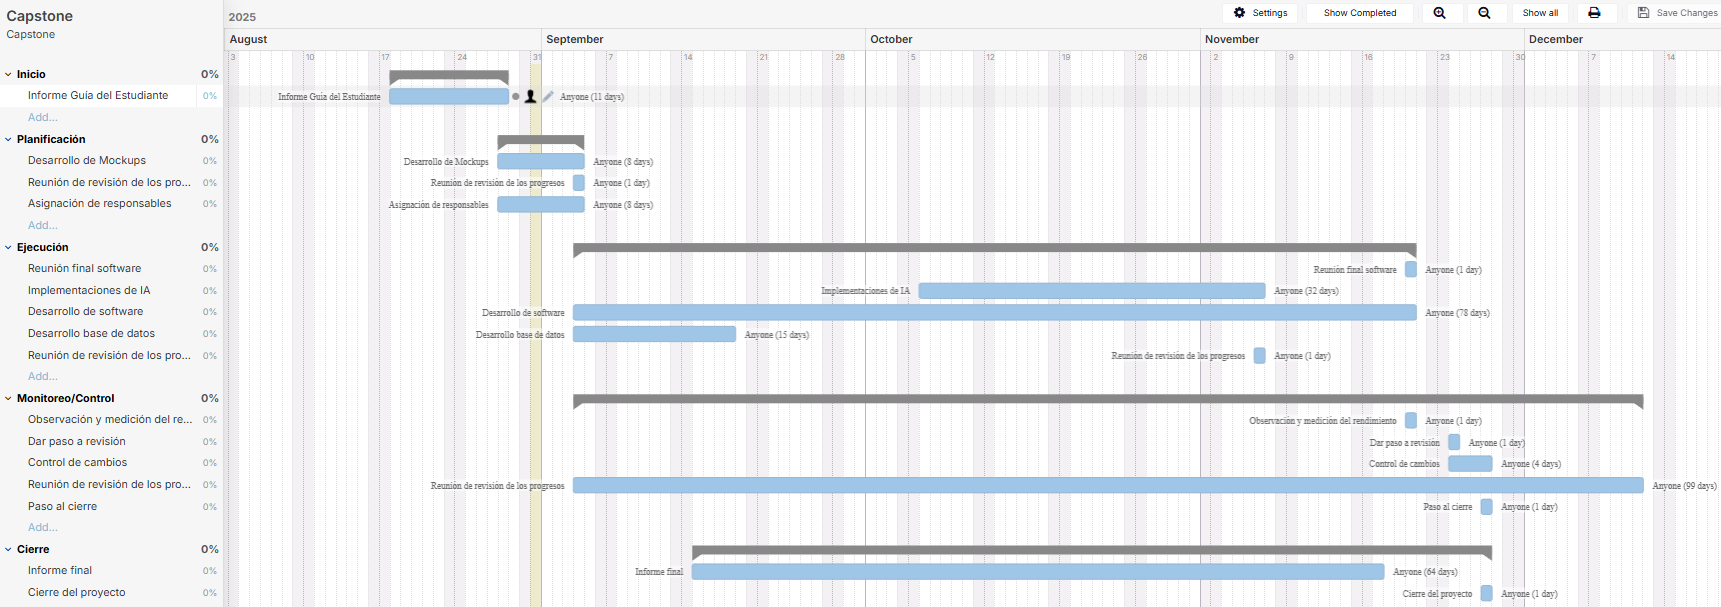 Capstone
Capstone
2025
Settings
Show Completed
Show all
Save Changes
August
September
October
November
December
3
10
17
24
31
7
14
21
28
5
12
19
26
2
9
16
23
30
7
14
Inicio 0%
Informe Guía del Estudiante 0%
Informe Guía del Estudiante
Anyone (11 days)
Add...
Planificación 0%
Desarrollo de Mockups 0%
Desarrollo de Mockups
Anyone (8 days)
Reunión de revisión de los pro... 0%
Reunión de revisión de los progresos
Anyone (1 day)
Asignación de responsables 0%
Asignación de responsables
Anyone (8 days)
Add...
Ejecución 0%
Reunión final software 0%
Reunión final software
Anyone (1 day)
Implementaciones de IA 0%
Implementaciones de IA
Anyone (32 days)
Desarrollo de software 0%
Desarrollo de software
Anyone (78 days)
Desarrollo base de datos 0%
Desarrollo base de datos
Anyone (15 days)
Reunión de revisión de los pro... 0%
Reunión de revisión de los progresos
Anyone (1 day)
Add...
Monitoreo/Control 0%
Observación y medición del re... 0%
Observación y medición del rendimiento
Anyone (1 day)
Dar paso a revisión 0%
Dar paso a revisión
Anyone (1 day)
Control de cambios 0%
Control de cambios
Anyone (4 days)
Reunión de revisión de los pro... 0%
Reunión de revisión de los progresos
Anyone (99 days)
Paso al cierre 0%
Paso al cierre
Anyone (1 day)
Add...
Cierre 0%
Informe final 0%
Informe final
Anyone (64 days)
Cierre del proyecto 0%
Cierre del proyecto
Anyone (1 day)